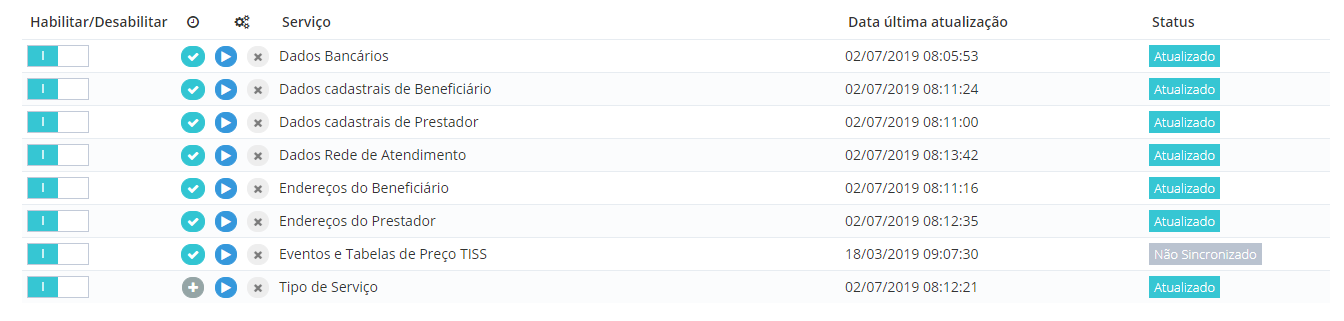 Habilitar/Desabilitar Serviço Data última atualização Status
I Dados Bancários 02/07/2019 08:05:53 Atualizado
I Dados cadastrais de Beneficiário 02/07/2019 08:11:24 Atualizado
I Dados cadastrais de Prestador 02/07/2019 08:11:00 Atualizado
I Dados Rede de Atendimento 02/07/2019 08:13:42 Atualizado
I Endereços do Beneficiário 02/07/2019 08:11:16 Atualizado
I Endereços do Prestador 02/07/2019 08:12:35 Atualizado
I Eventos e Tabelas de Preço TISS 18/03/2019 09:07:30 Não Sincronizado
I Tipo de Serviço 02/07/2019 08:12:21 Atualizado